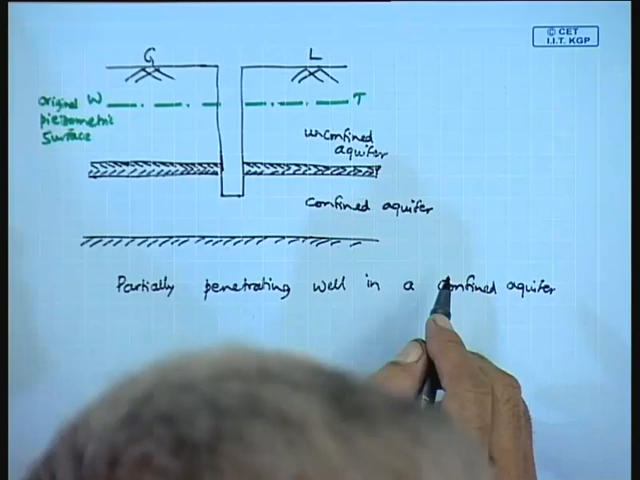 © CET
I.I.T. KGP
G L
original W T
piezometric
surface
unconfined
aquifer
confined aquifer
Partially penetrating well in a confined aquifer